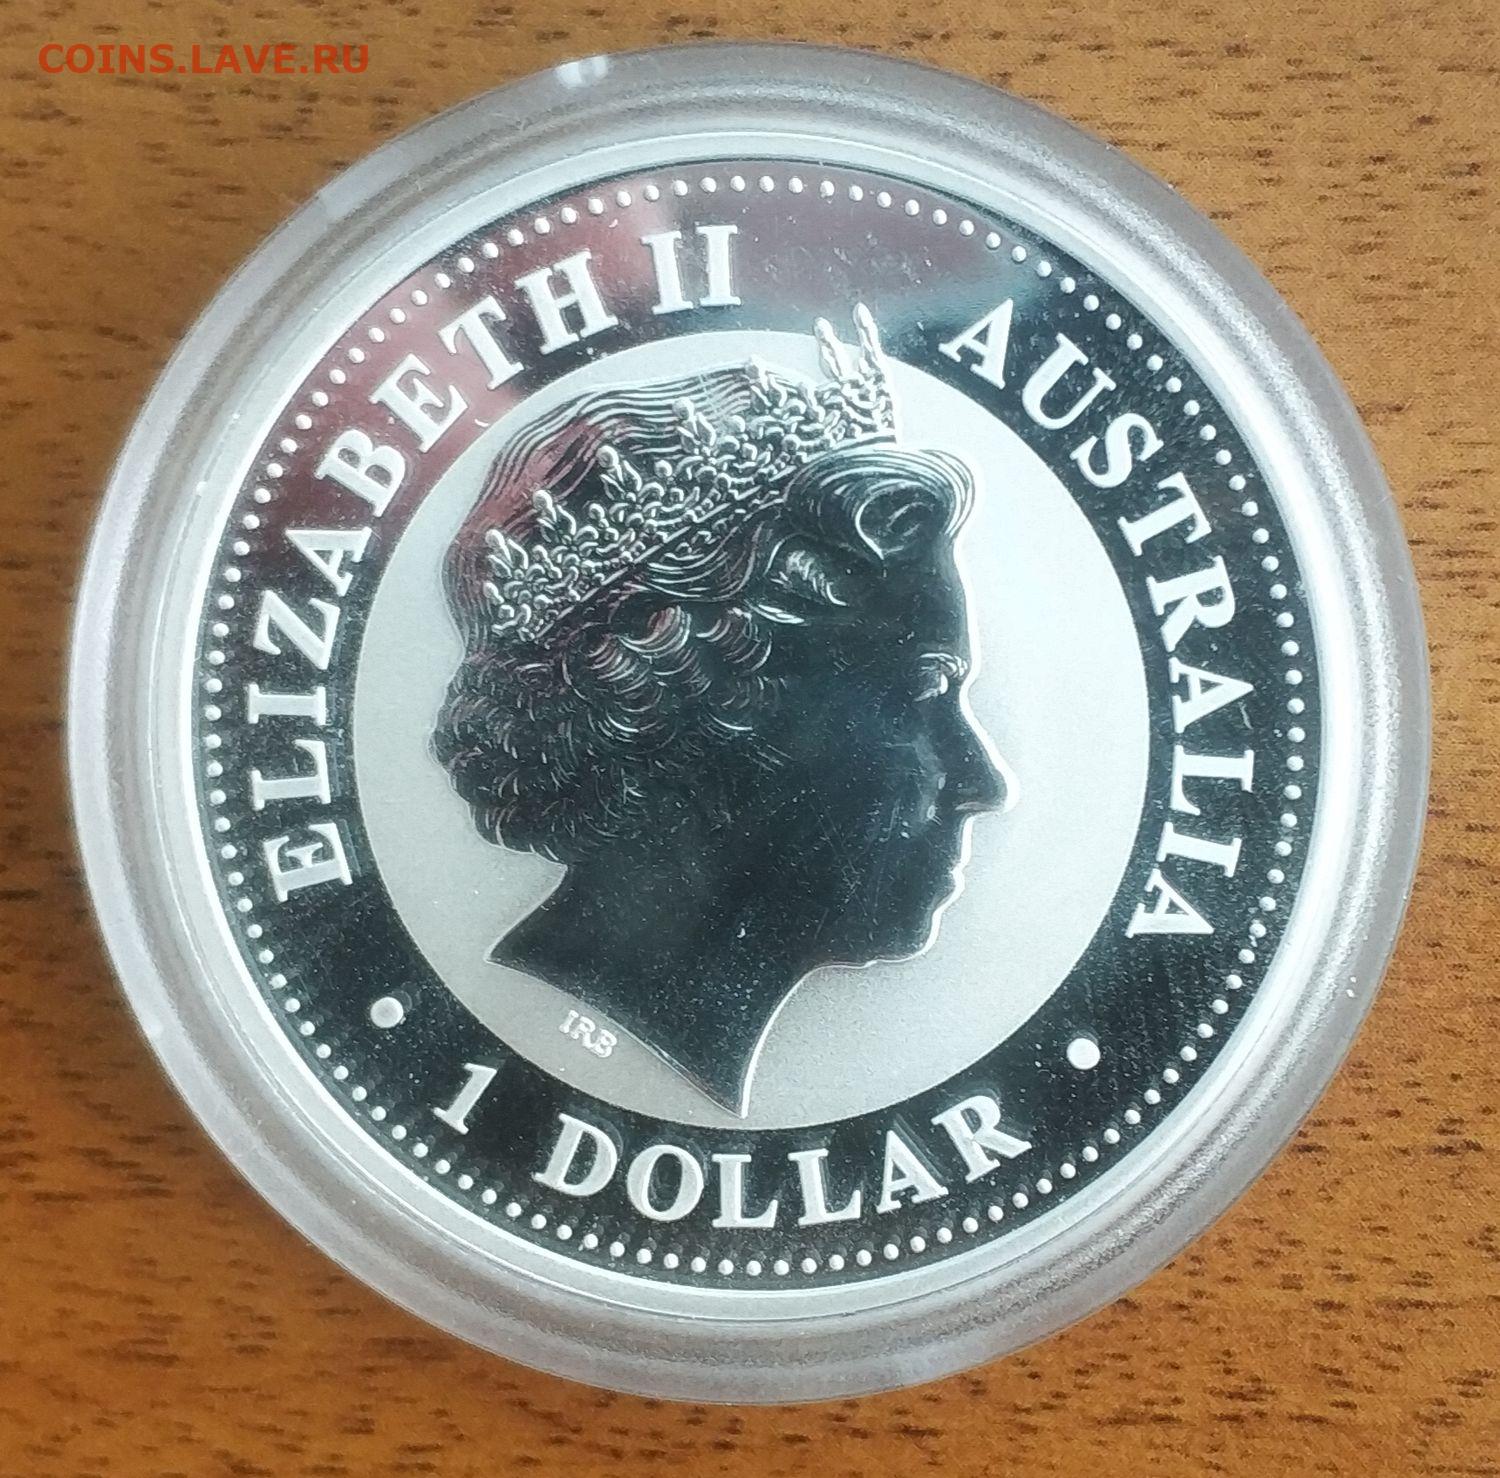 COINS.LAVE.RU
ELIZABETH II
AUSTRALIA
IRB
• 1 DOLLAR •